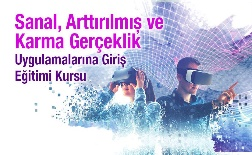 Sanal, Arttırılmış ve
Karma Gerçeklik
Uygulamalarına Giriş
Eğitimi Kursu